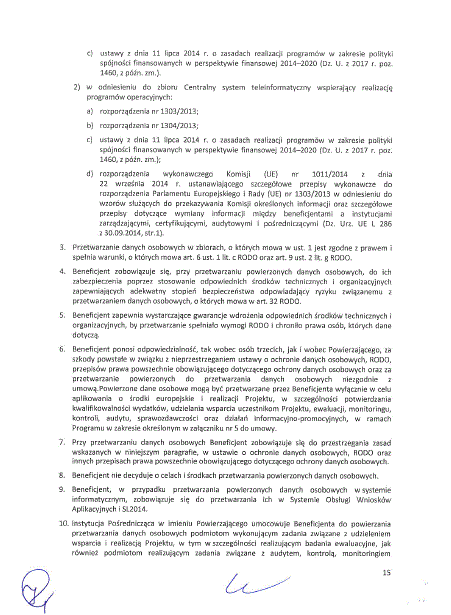 c) ustawy z dnia 11 lipca 2014 r. o zasadach realizacji programów w zakresie polityki
spójności finansowanych w perspektywie finansowej 2014–2020 (Dz. U. z 2017 r. poz.
1460, z późn. zm.).
2) w odniesieniu do zbioru Centralny system teleinformatyczny wspierający realizację
programów operacyjnych:
a) rozporządzenia nr 1303/2013;
b) rozporządzenia nr 1304/2013;
c) ustawy z dnia 11 lipca 2014 r. o zasadach realizacji programów w zakresie polityki
spójności finansowanych w perspektywie finansowej 2014–2020 (Dz. U. z 2017 r. poz.
1460, z późn. zm.);
d) rozporządzenia wykonawczego Komisji (UE) nr 1011/2014 z dnia
22 września 2014 r. ustanawiającego szczegółowe przepisy wykonawcze do
rozporządzenia Parlamentu Europejskiego i Rady (UE) nr 1303/2013 w odniesieniu do
wzorów służących do przekazywania Komisji określonych informacji oraz szczegółowe
przepisy dotyczące wymiany informacji między beneficjentami a instytucjami
zarządzającymi, certyfikującymi, audytowymi i pośredniczącymi (Dz. Urz. UE L 286
z 30.09.2014, str.1).
3. Przetwarzanie danych osobowych w zbiorach, o których mowa w ust. 1 jest zgodne z prawem i
spełnia warunki, o których mowa art. 6 ust. 1 lit. c RODO oraz art. 9 ust. 2 lit. g RODO.
4. Beneficjent zobowiązuje się, przy przetwarzaniu powierzonych danych osobowych, do ich
zabezpieczenia poprzez stosowanie odpowiednich środków technicznych i organizacyjnych
zapewniających adekwatny stopień bezpieczeństwa odpowiadający ryzyku związanemu z
przetwarzaniem danych osobowych, o których mowa w art. 32 RODO.
5. Beneficjent zapewnia wystarczające gwarancje wdrożenia odpowiednich środków technicznych i
organizacyjnych, by przetwarzanie spełniało wymogi RODO i chroniło prawa osób, których dane
dotyczą.
6. Beneficjent ponosi odpowiedzialność, tak wobec osób trzecich, jak i wobec Powierzającego, za
szkody powstałe w związku z nieprzestrzeganiem ustawy o ochronie danych osobowych, RODO,
przepisów prawa powszechnie obowiązującego dotyczącego ochrony danych osobowych oraz za
przetwarzanie powierzonych do przetwarzania danych osobowych niezgodnie z
umową.Powierzone dane osobowe mogą być przetwarzane przez Beneficjenta wyłącznie w celu
aplikowania o środki europejskie i realizacji Projektu, w szczególności potwierdzania
kwalifikowalności wydatków, udzielania wsparcia uczestnikom Projektu, ewaluacji, monitoringu,
kontroli, audytu, sprawozdawczości oraz działań informacyjno-promocyjnych, w ramach
Programu w zakresie określonym w załączniku nr 5 do umowy.
7. Przy przetwarzaniu danych osobowych Beneficjent zobowiązuje się do przestrzegania zasad
wskazanych w niniejszym paragrafie, w ustawie o ochronie danych osobowych, RODO oraz
innych przepisach prawa powszechnie obowiązującego dotyczącego ochrony danych osobowych.
8. Beneficjent nie decyduje o celach i środkach przetwarzania powierzonych danych osobowych.
9. Beneficjent, w przypadku przetwarzania powierzonych danych osobowych w systemie
informatycznym, zobowiązuje się do przetwarzania ich w Systemie Obsługi Wniosków
Aplikacyjnych i SL2014.
10. Instytucja Pośrednicząca w imieniu Powierzającego umocowuje Beneficjenta do powierzania
przetwarzania danych osobowych podmiotom wykonującym zadania związane z udzieleniem
wsparcia i realizacją Projektu, w tym w szczególności realizującym badania ewaluacyjne, jak
również podmiotom realizującym zadania związane z audytem, kontrolą, monitoringiem
15